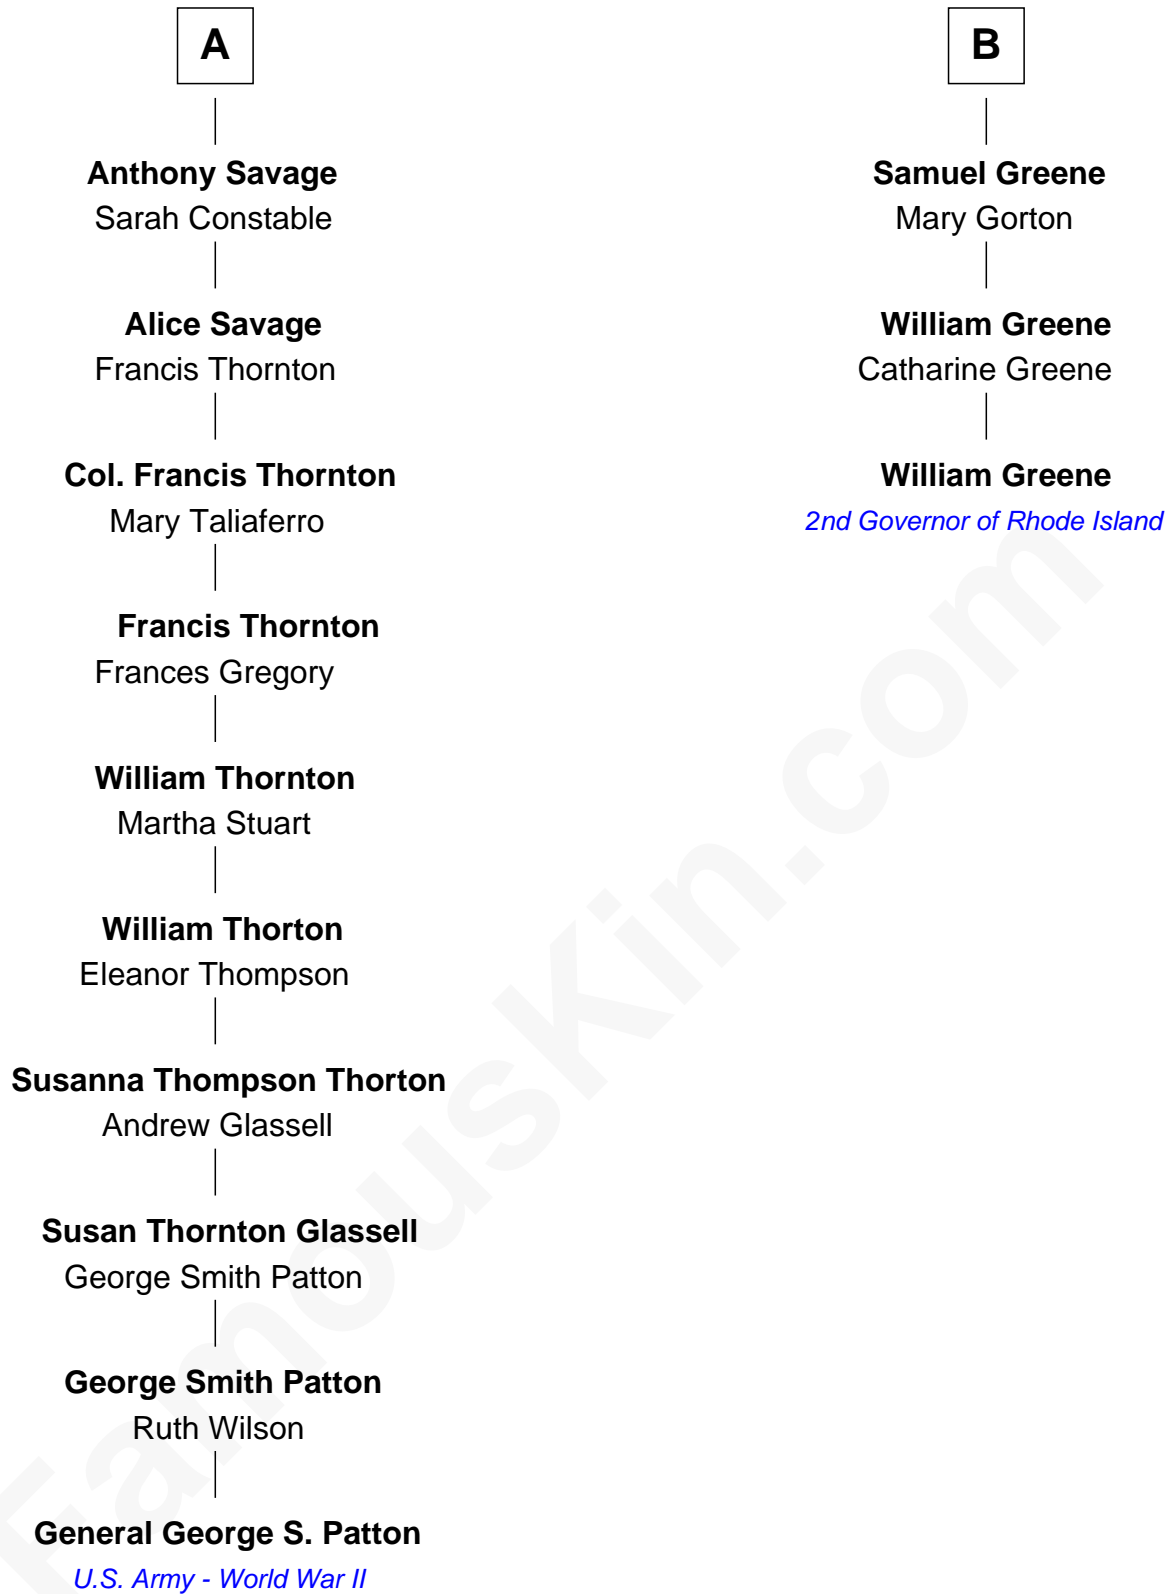 A
Anthony Savage
Sarah Constable
Alice Savage
Francis Thornton
Col. Francis Thornton
Mary Taliaferro
Francis Thornton
Frances Gregory
William Thornton
Martha Stuart
William Thorton
Eleanor Thompson
Susanna Thompson Thorton
Andrew Glassell
Susan Thornton Glassell
George Smith Patton
George Smith Patton
Ruth Wilson
General George S. Patton
U.S. Army - World War II
B
Samuel Greene
Mary Gorton
William Greene
Catharine Greene
William Greene
2nd Governor of Rhode Island
FamousKin.com